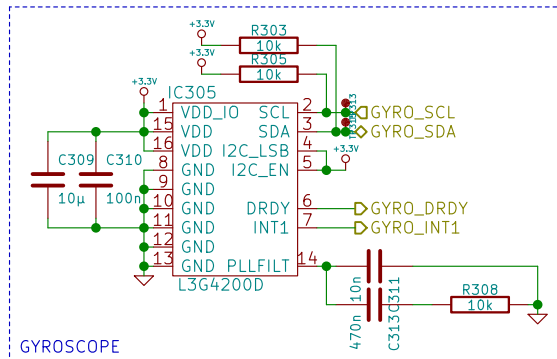 +3.3V
R303
10k
+3.3V
R305
10k
+3.3V
IC305
1 VDD_IO SCL 2 GYRO_SCL
15 VDD SDA 3 GYRO_SDA
16 VDD I2C_LSB 4
+3.3V
8 GND I2C_EN 5
9 GND
10 GND DRDY 6 GYRO_DRDY
11 GND INT1 7 GYRO_INT1
12 GND
13 GND PLLFILT 14
L3G4200D
C309
10µ
C310
100n
10n
C311
470n
C313
R308
10k
GYROSCOPE